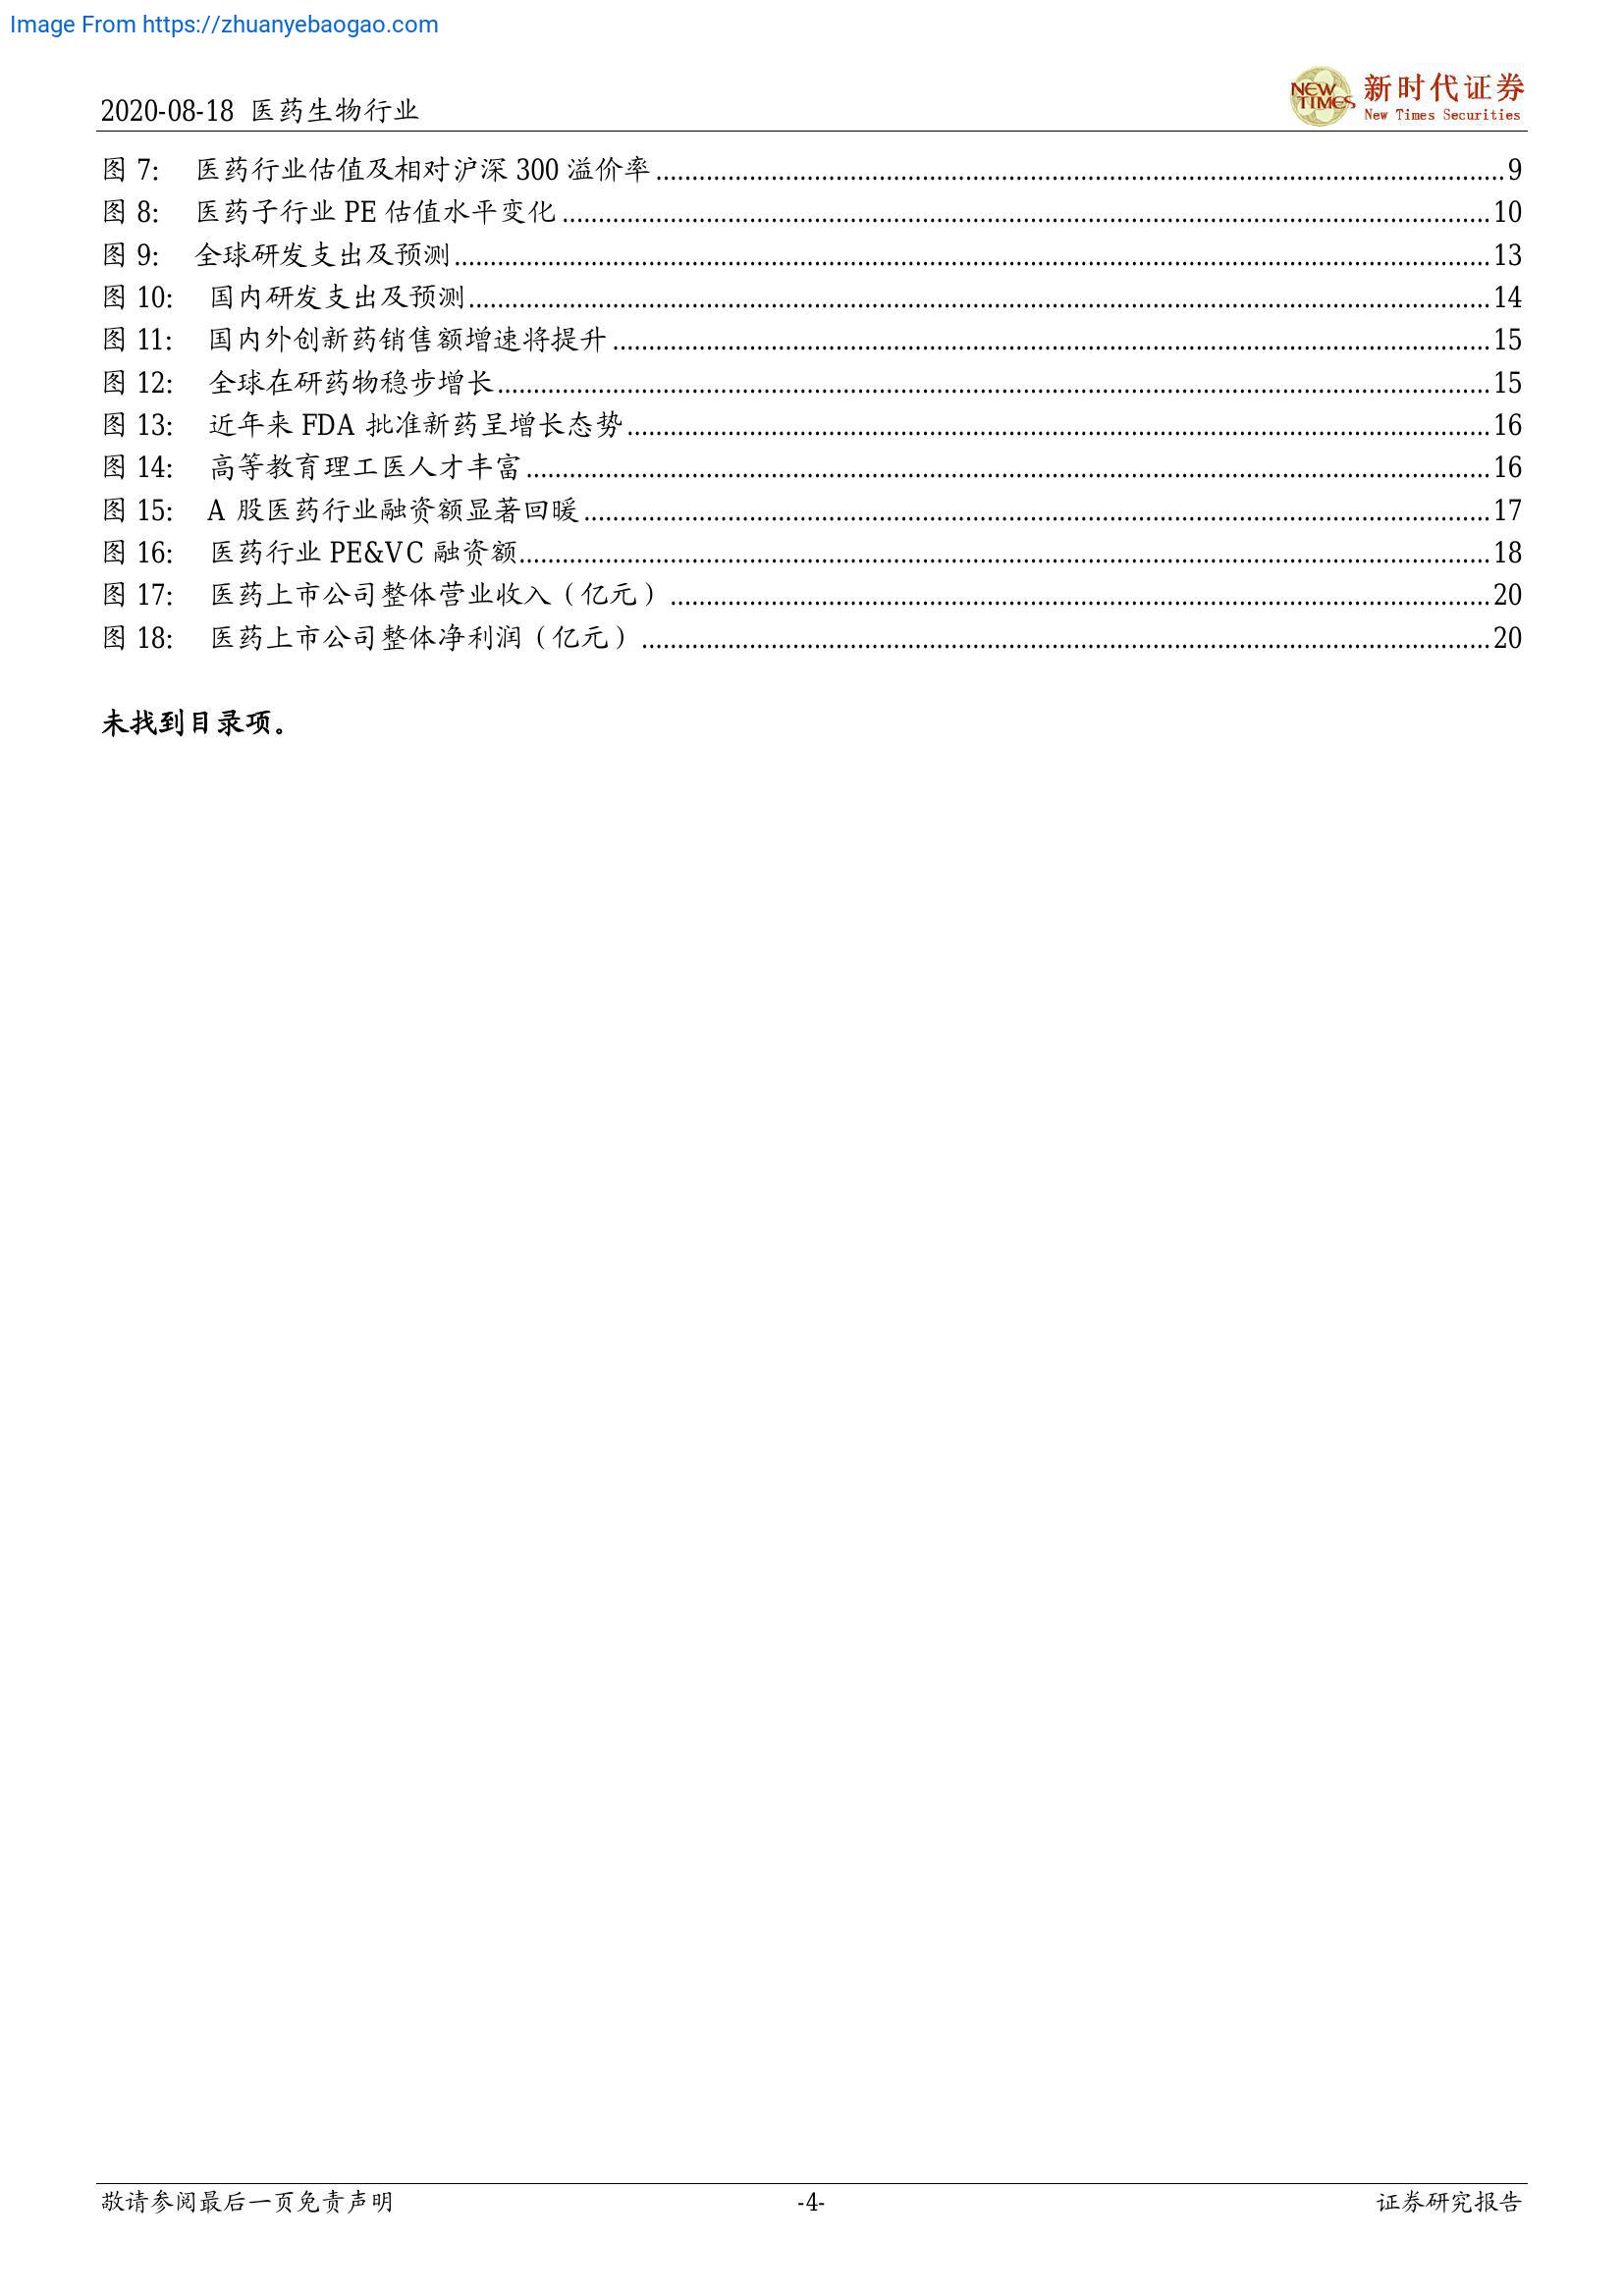 Image From https://zhuanyebaogao.com
2020-08-18 医药生物行业
NEW TIMES 新时代证券
New Times Securities
图 7: 医药行业估值及相对沪深 300 溢价率 9
图 8: 医药子行业 PE 估值水平变化 10
图 9: 全球研发支出及预测 13
图 10: 国内研发支出及预测 14
图 11: 国内外创新药销售额增速将提升 15
图 12: 全球在研药物稳步增长 15
图 13: 近年来 FDA 批准新药呈增长态势 16
图 14: 高等教育理工医人才丰富 16
图 15: A 股医药行业融资额显著回暖 17
图 16: 医药行业 PE&VC 融资额 18
图 17: 医药上市公司整体营业收入（亿元） 20
图 18: 医药上市公司整体净利润（亿元） 20
未找到目录项。
敬请参阅最后一页免责声明 -4- 证券研究报告